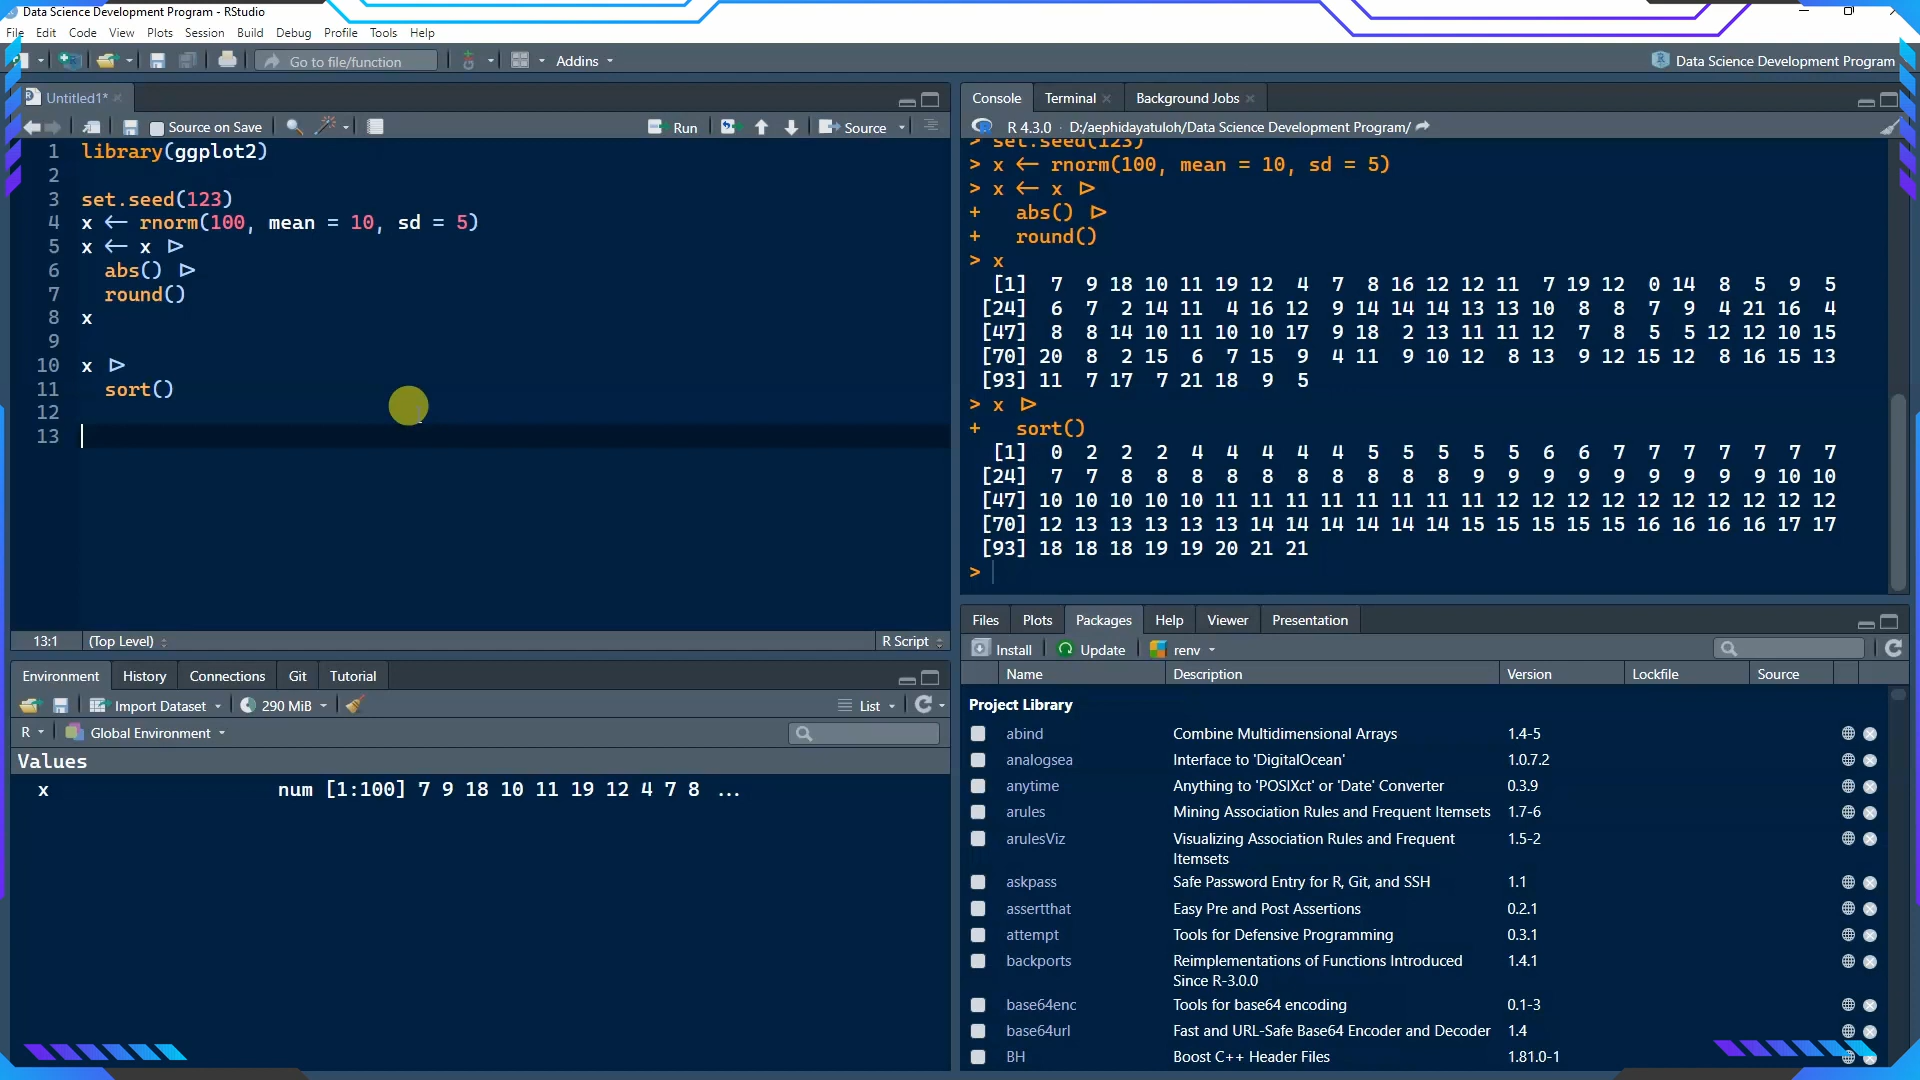 Data Science Development Program - RStudio
File Edit Code View Plots Session Build Debug Profile Tools Help
Go to file/function Addins Data Science Development Program
Untitled1*
Source on Save Run Source
1 library(ggplot2)
2
3 set.seed(123)
4 x <- rnorm(100, mean = 10, sd = 5)
5 x <- x |>
6 abs() |>
7 round()
8 x
9
10 x |>
11 sort()
12
13
13:1 (Top Level) R Script
Console Terminal Background Jobs
R 4.3.0 · D:/aephidayatuloh/Data Science Development Program/
> set.seed(123)
> x <- rnorm(100, mean = 10, sd = 5)
> x <- x |>
+ abs() |>
+ round()
> x
[1] 7 9 18 10 11 19 12 4 7 8 16 12 12 11 7 19 12 0 14 8 5 9 5
[24] 6 7 2 14 11 4 16 12 9 14 14 14 13 13 10 8 8 7 9 4 21 16 4
[47] 8 8 14 10 11 10 10 17 9 18 2 13 11 11 12 7 8 5 5 12 12 10 15
[70] 20 8 2 15 6 7 15 9 4 11 9 10 12 8 13 9 12 15 12 8 16 15 13
[93] 11 7 17 7 21 18 9 5
> x |>
+ sort()
[1] 0 2 2 2 4 4 4 4 4 5 5 5 5 5 6 6 7 7 7 7 7 7 7
[24] 7 7 8 8 8 8 8 8 8 8 8 8 9 9 9 9 9 9 9 9 9 10 10
[47] 10 10 10 10 10 11 11 11 11 11 11 11 11 12 12 12 12 12 12 12 12 12 12
[70] 12 13 13 13 13 13 14 14 14 14 14 14 15 15 15 15 15 16 16 16 16 17 17
[93] 18 18 18 19 19 20 21 21
>
Environment History Connections Git Tutorial
Import Dataset 290 MiB List
R Global Environment
Values
x num [1:100] 7 9 18 10 11 19 12 4 7 8 ...
Files Plots Packages Help Viewer Presentation
Install Update renv
Name Description Version Lockfile Source
Project Library
abind Combine Multidimensional Arrays 1.4-5
analogsea Interface to 'DigitalOcean' 1.0.7.2
anytime Anything to 'POSIXct' or 'Date' Converter 0.3.9
arules Mining Association Rules and Frequent Itemsets 1.7-6
arulesViz Visualizing Association Rules and Frequent 1.5-2
Itemsets
askpass Safe Password Entry for R, Git, and SSH 1.1
assertthat Easy Pre and Post Assertions 0.2.1
attempt Tools for Defensive Programming 0.3.1
backports Reimplementations of Functions Introduced 1.4.1
Since R-3.0.0
base64enc Tools for base64 encoding 0.1-3
base64url Fast and URL-Safe Base64 Encoder and Decoder 1.4
BH Boost C++ Header Files 1.81.0-1